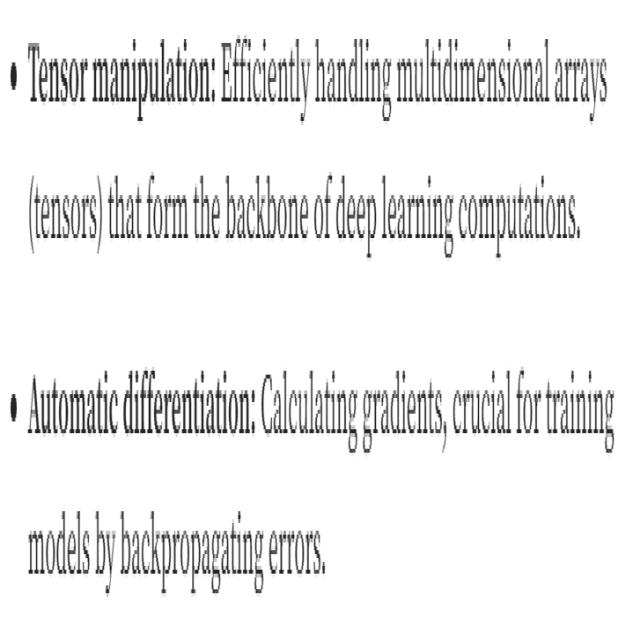 • Tensor manipulation: Efficiently handling multidimensional arrays
(tensors) that form the backbone of deep learning computations.
• Automatic differentiation: Calculating gradients, crucial for training
models by backpropagating errors.